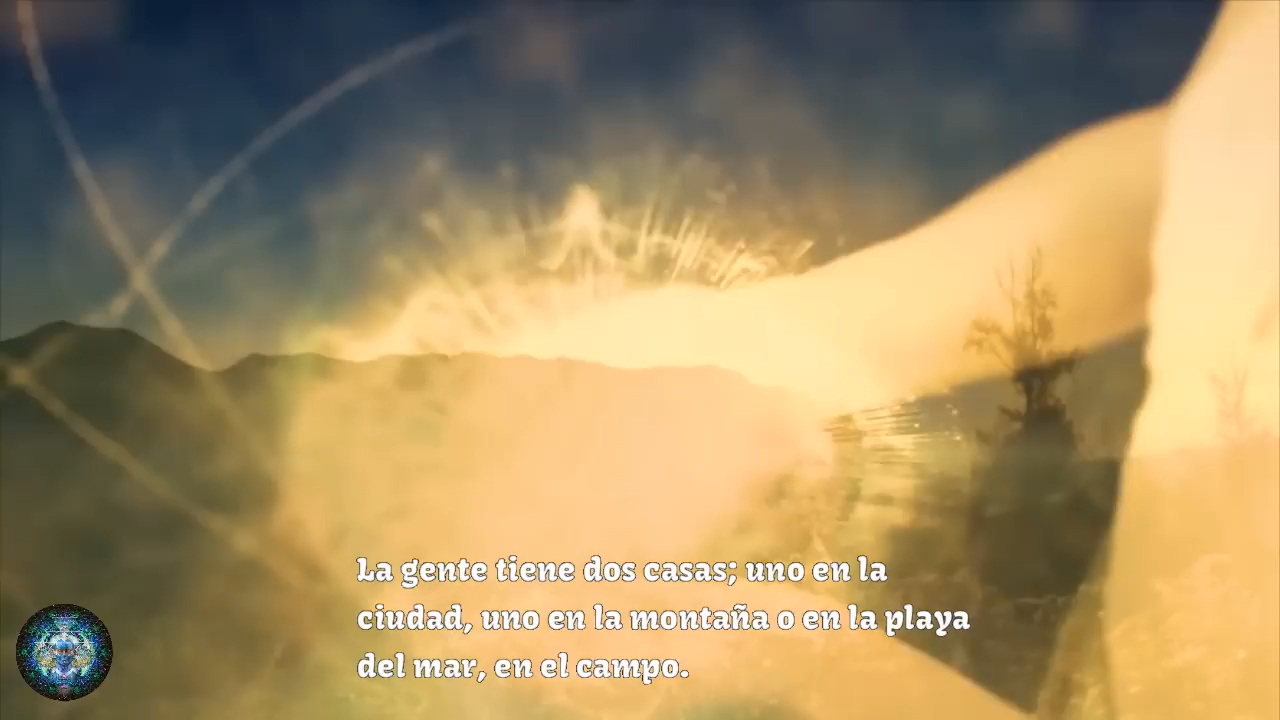 La gente tiene dos casas; uno en la
ciudad, uno en la montaña o en la playa
del mar, en el campo.